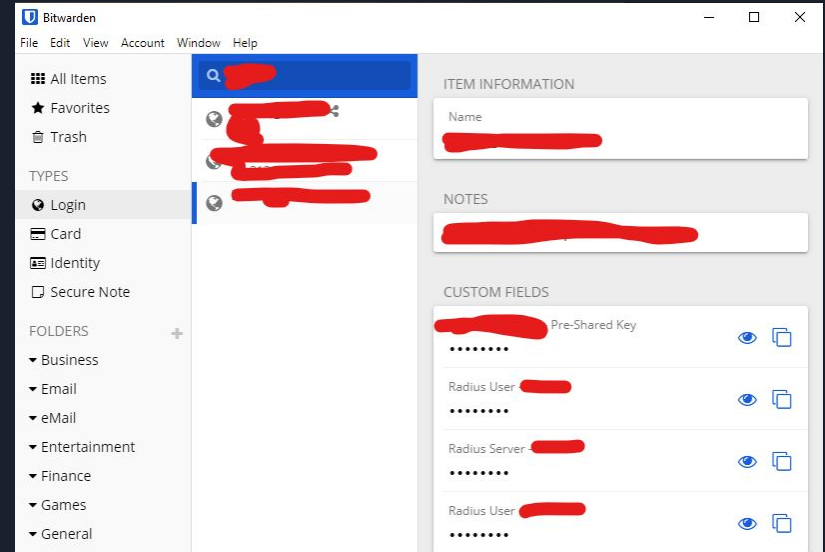 Bitwarden
File Edit View Account Window Help
All Items
Favorites
Trash
TYPES
Login
Card
Identity
Secure Note
FOLDERS
Business
Email
eMail
Entertainment
Finance
Games
General
ITEM INFORMATION
Name
NOTES
CUSTOM FIELDS
Pre-Shared Key
••••••••
Radius User -
••••••••
Radius Server -
••••••••
Radius User
••••••••